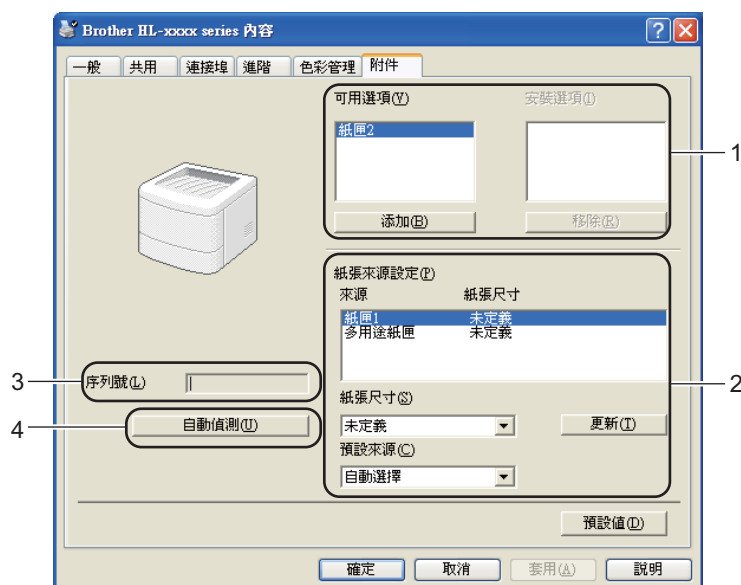 Brother HL-xxxx series 內容
一般 共用 連接埠 進階 色彩管理 附件
可用選項(V) 安裝選項(I)
紙匣2
1
添加(B) 移除(R)
紙張來源設定(P)
來源 紙張尺寸
紙匣1 未定義
多用途紙匣 未定義
3
序列號(L)
2
紙張尺寸(S)
4
自動偵測(U)
未定義 更新(T)
預設來源(C)
自動選擇
預設值(D)
確定 取消 套用(A) 說明